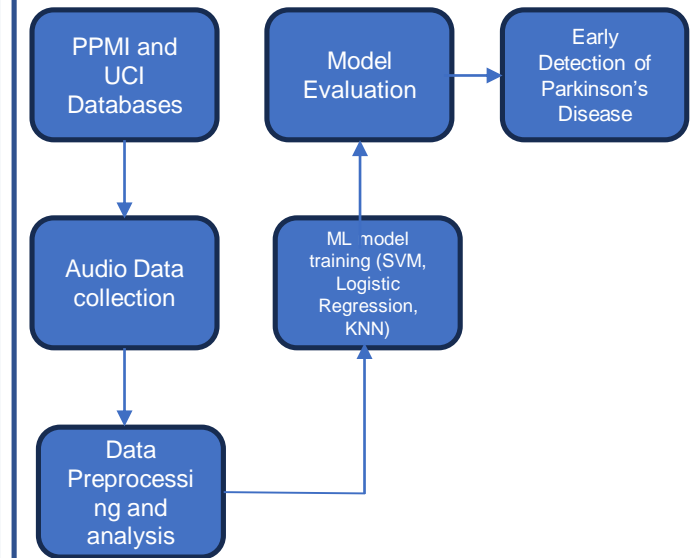 PPMI and
UCI
Databases
Audio Data
collection
Data
Preprocessi
ng and
analysis
ML model
training (SVM,
Logistic
Regression,
KNN)
Model
Evaluation
Early
Detection of
Parkinson's
Disease